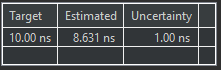 Target Estimated Uncertainty
10.00 ns 8.631 ns 1.00 ns